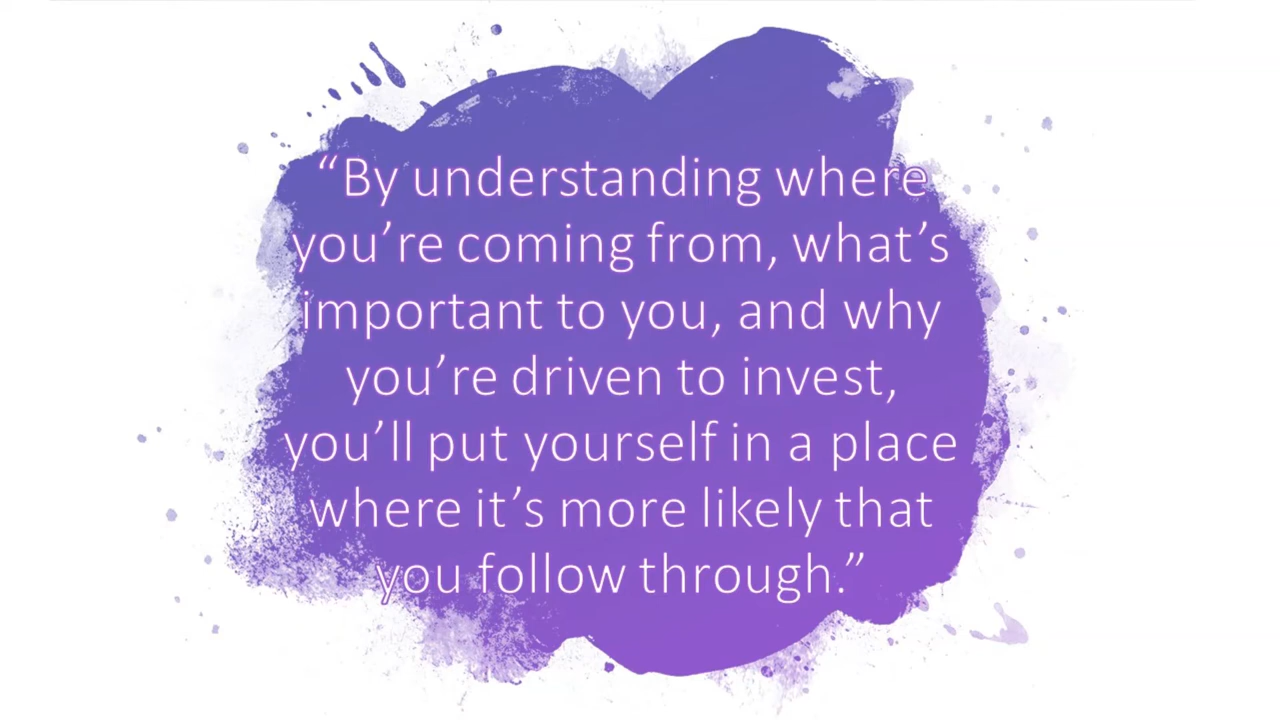 “By understanding where
you’re coming from, what’s
important to you, and why
you’re driven to invest,
you’ll put yourself in a place
where it’s more likely that
you follow through.”